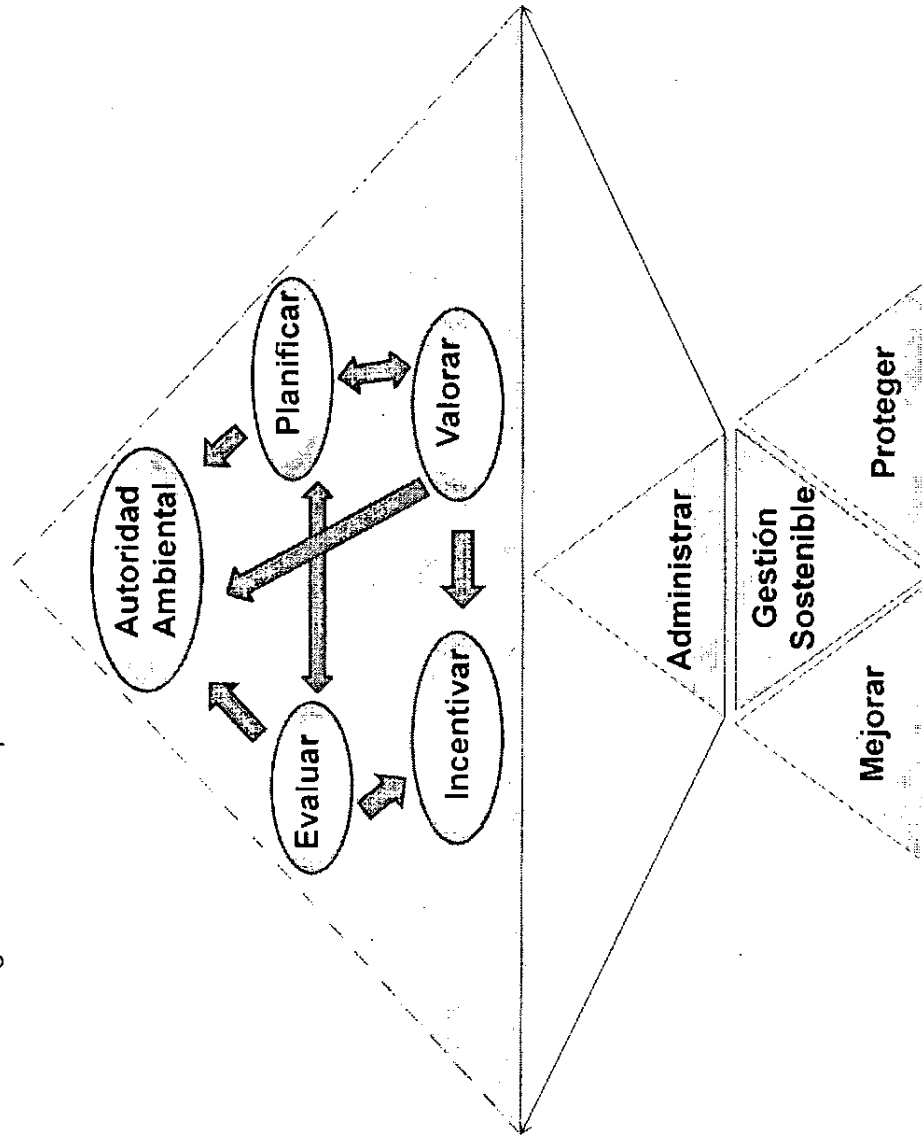 Autoridad
Ambiental
Planificar
Evaluar
Valorar
Incentivar
Administrar
Gestión
Sostenible
Mejorar
Proteger